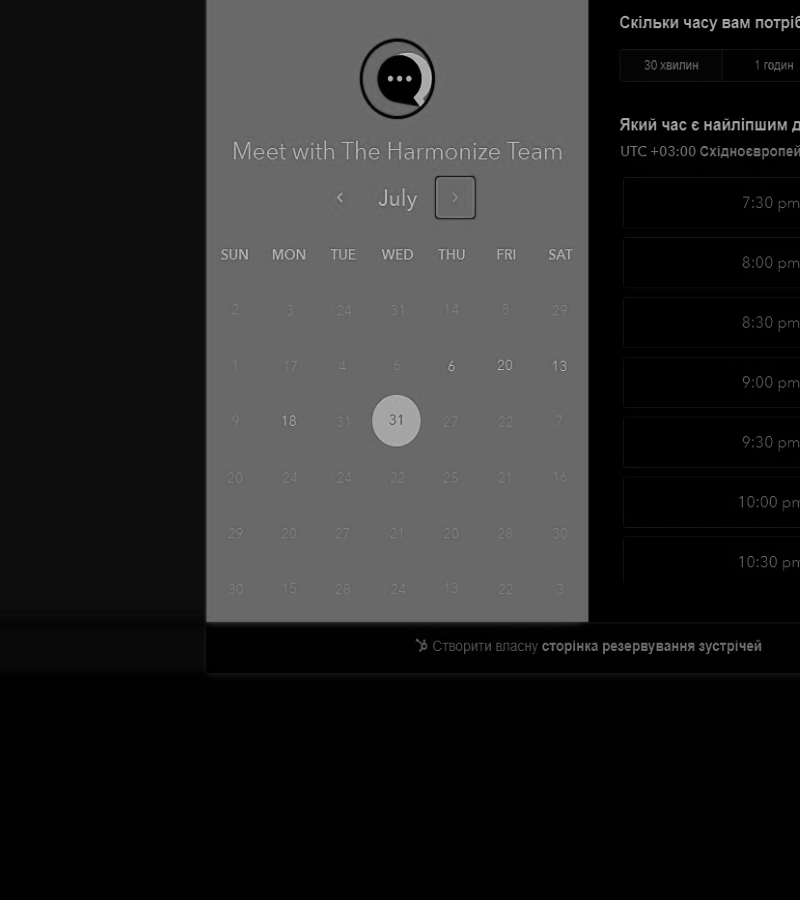 Meet with The Harmonize Team
July
SUN MON TUE WED THU FRI SAT
2 3 24 31 14 8 29
1 17 4 6 6 20 13
9 18 31 31 27 22 7
20 24 24 22 25 21 16
29 20 27 21 20 28 30
30 15 28 24 13 22 3
Скільки часу вам потріб
30 хвилин 1 годин
Який час є найліпшим д
UTC +03:00 Східноєвропей
7:30 pm
8:00 pm
8:30 pm
9:00 pm
9:30 pm
10:00 pm
10:30 pm
Створити власну сторінка резервування зустрічей